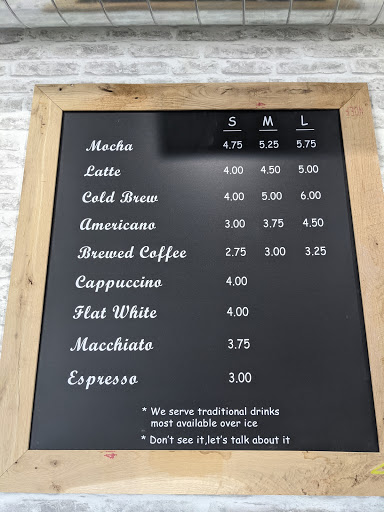 S M L
Mocha 4.75 5.25 5.75
Latte 4.00 4.50 5.00
Cold Brew 4.00 5.00 6.00
Americano 3.00 3.75 4.50
Brewed Coffee 2.75 3.00 3.25
Cappuccino 4.00
Flat White 4.00
Macchiato 3.75
Espresso 3.00
* We serve traditional drinks
most available over ice
* Don't see it,let's talk about it